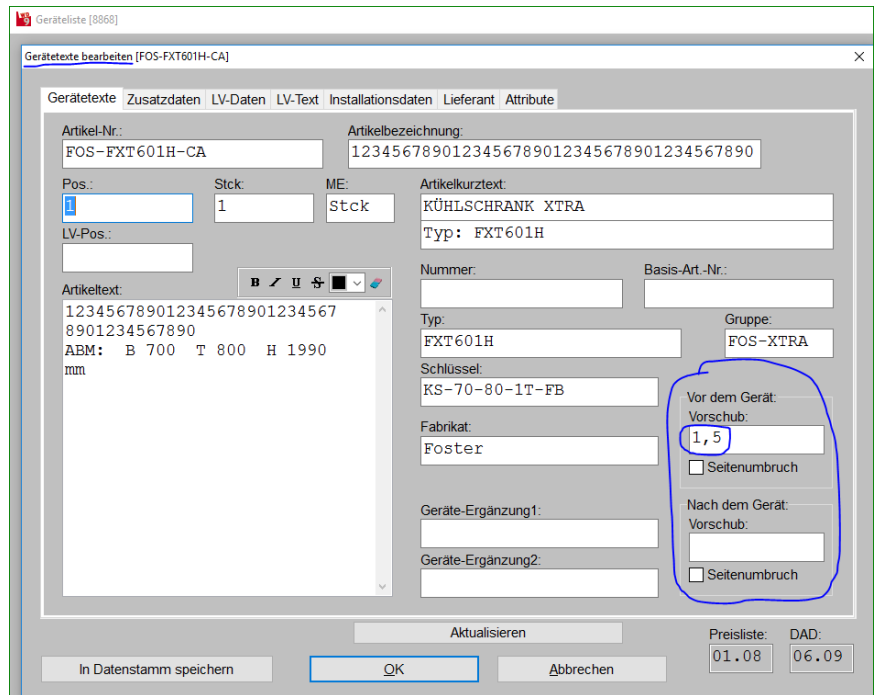 Geräteliste [8868]
Gerätetexte bearbeiten [FOS-FXT601H-CA]
Gerätetexte Zusatzdaten LV-Daten LV-Text Installationsdaten Lieferant Attribute
Artikel-Nr.: Artikelbezeichnung:
FOS-FXT601H-CA 1234567890123456789012345678901234567890
Pos.: Stck: ME: Artikelkurztext:
1 1 Stck KÜHLSCHRANK XTRA
Typ: FXT601H
LV-Pos.:
Nummer: Basis-Art.-Nr.:
B I U S
Artikeltext:
123456789012345678901234567
8901234567890
ABM: B 700 T 800 H 1990
mm
Typ: Gruppe:
FXT601H FOS-XTRA
Schlüssel:
KS-70-80-1T-FB
Fabrikat:
Foster
Geräte-Ergänzung1:
Geräte-Ergänzung2:
Vor dem Gerät:
Vorschub:
1,5
Seitenumbruch
Nach dem Gerät:
Vorschub:
Seitenumbruch
Aktualisieren
Preisliste: DAD:
01.08 06.09
In Datenstamm speichern OK Abbrechen